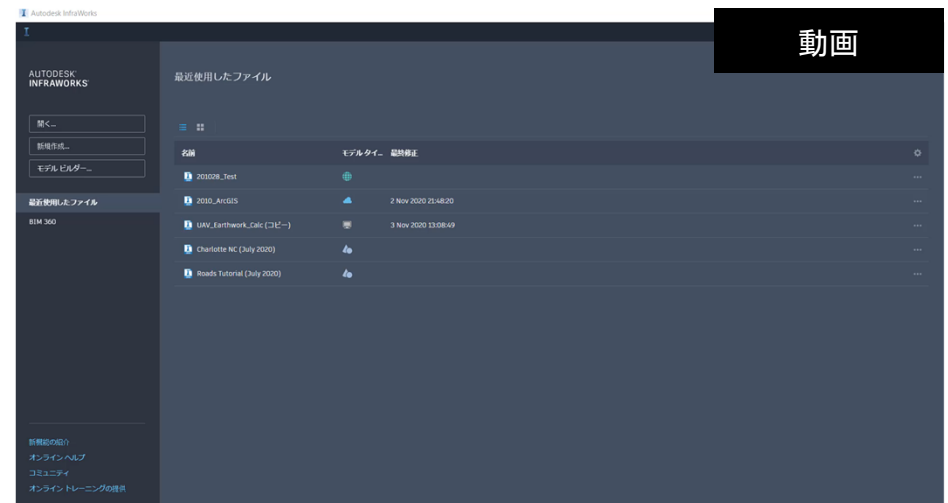 Autodesk InfraWorks
動画
AUTODESK
INFRAWORKS
最近使用したファイル
開く...
新規作成...
モデル ビルダー...
最近使用したファイル
BIM 360
名前 モデル タイ... 最終修正
201028_Test
2010_ArcGIS 2 Nov 2020 21:48:20
UAV_Earthwork_Calc (コピー) 3 Nov 2020 13:08:49
Charlotte NC (July 2020)
Roads Tutorial (July 2020)
新機能の紹介
オンライン ヘルプ
コミュニティ
オンライン トレーニングの提供